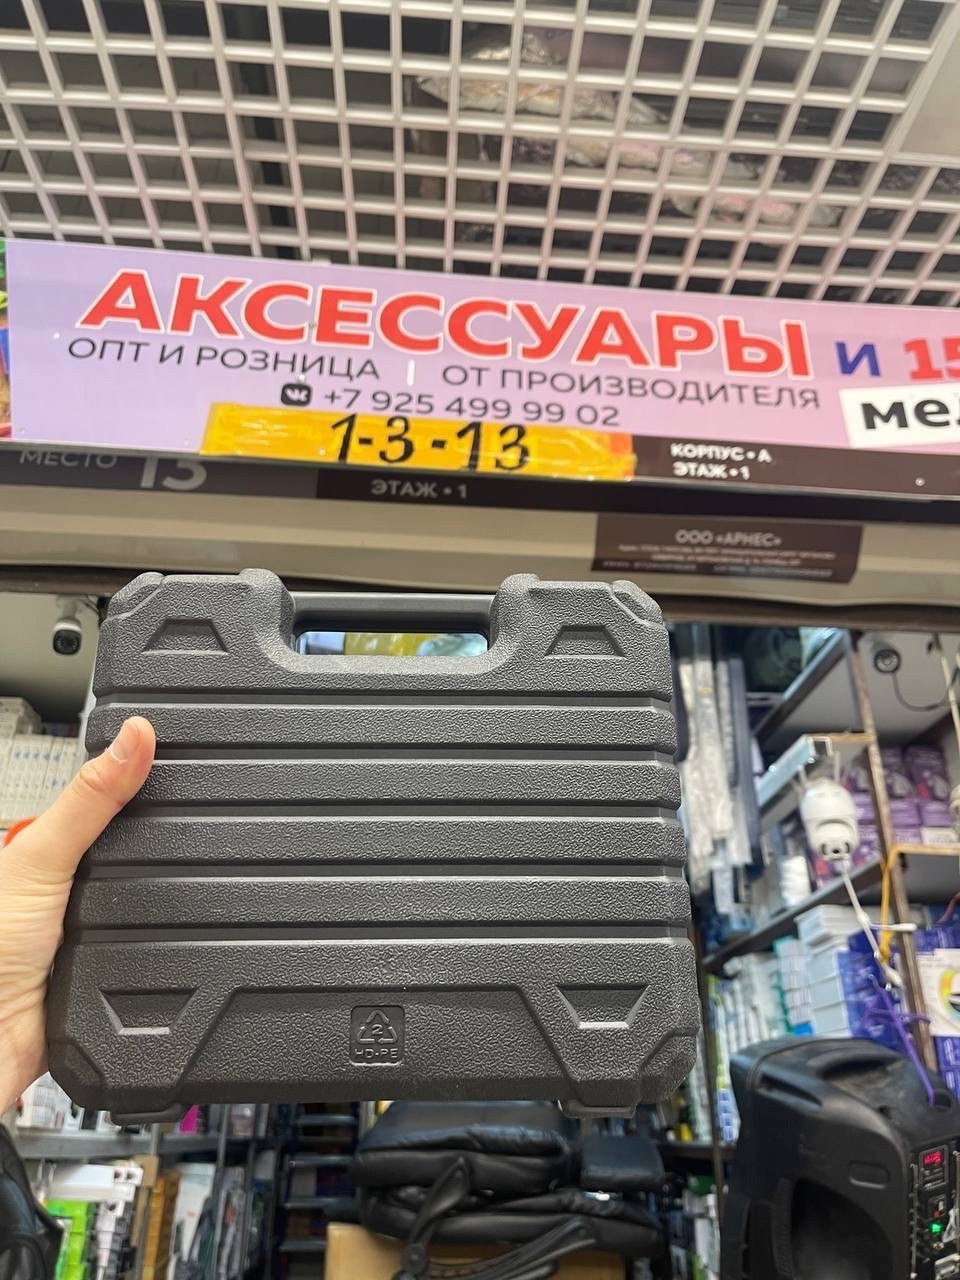 АКСЕССУАРЫ И 15
ОПТ И РОЗНИЦА | ОТ ПРОИЗВОДИТЕЛЯ
+7 925 499 99 02
1-3-13
КОРПУС • А
ЭТАЖ • 1
МЕСТО 13
ЭТАЖ • 1
ООО «АРНЕС»
2
HD-PE